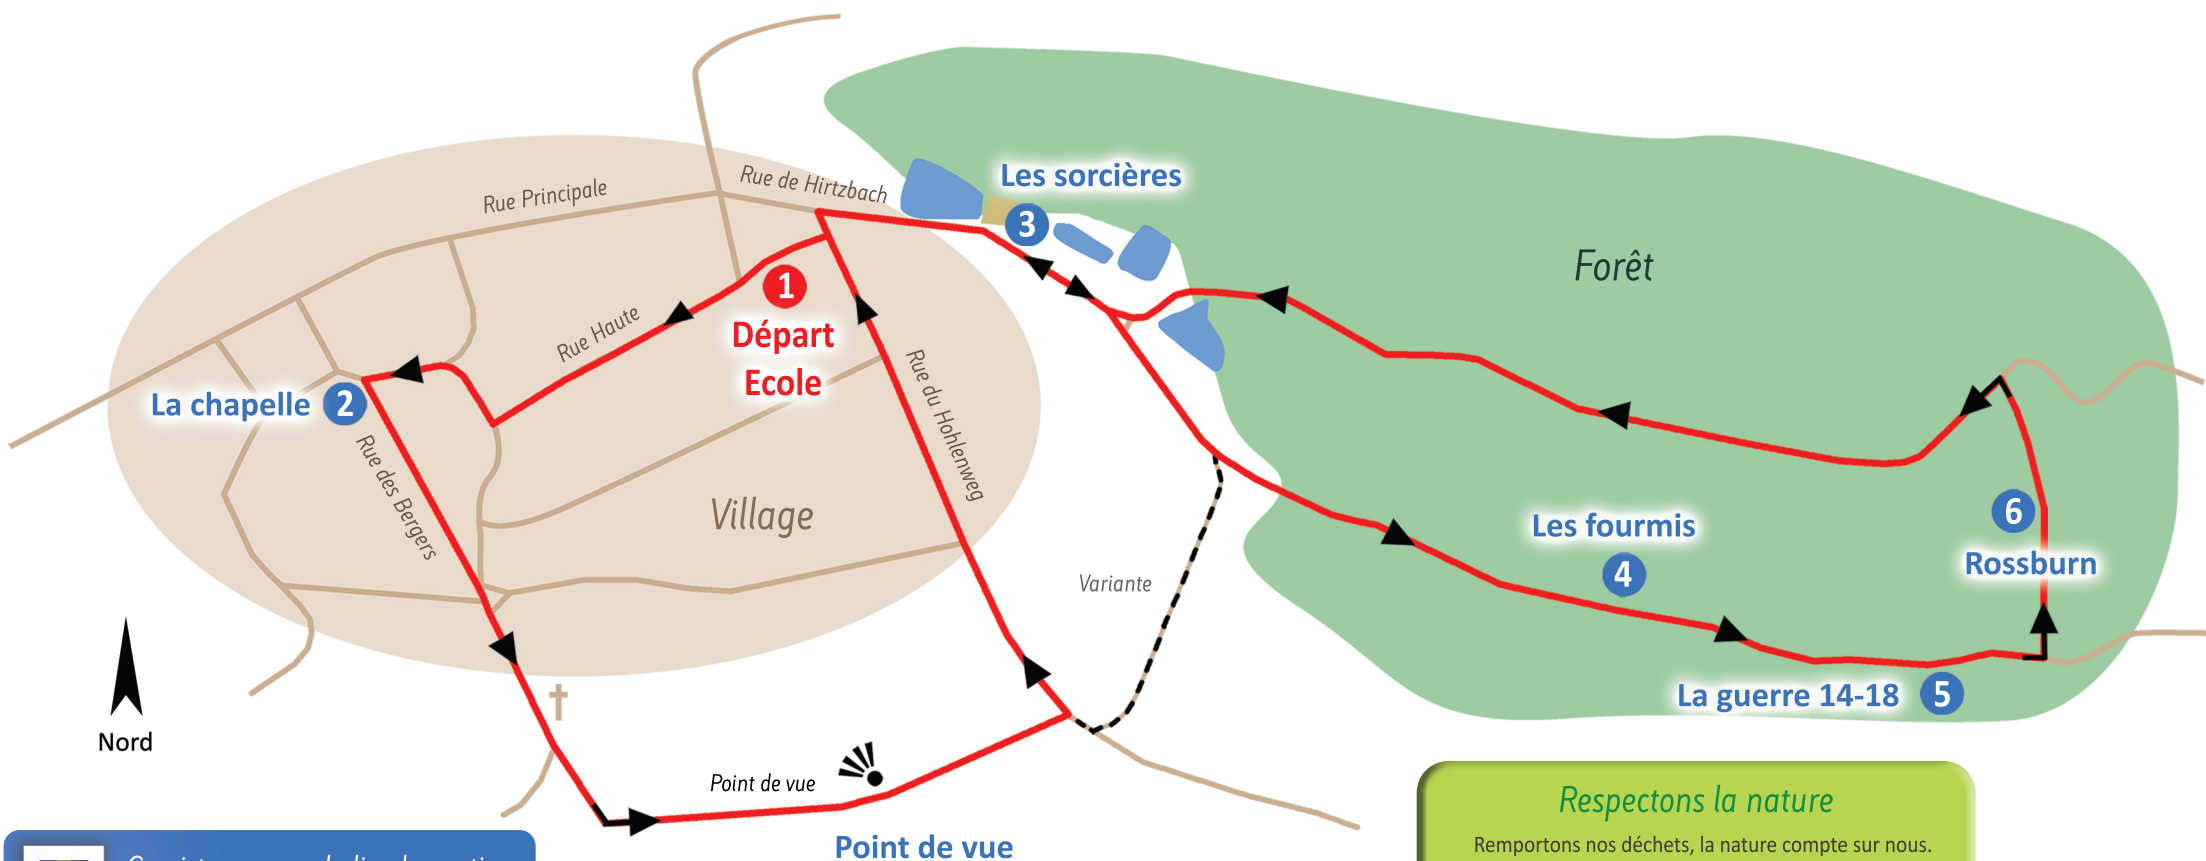 Rue Principale
Rue de Hirtzbach
Les sorcières
3
Forêt
1
Départ
Ecole
Rue Haute
La chapelle
2
Rue des Bergers
Rue du Hohlenweg
Village
Variante
Les fourmis
4
6
Rossburn
La guerre 14-18
5
Nord
Point de vue
Point de vue
Respectons la nature
Remportons nos déchets, la nature compte sur nous.